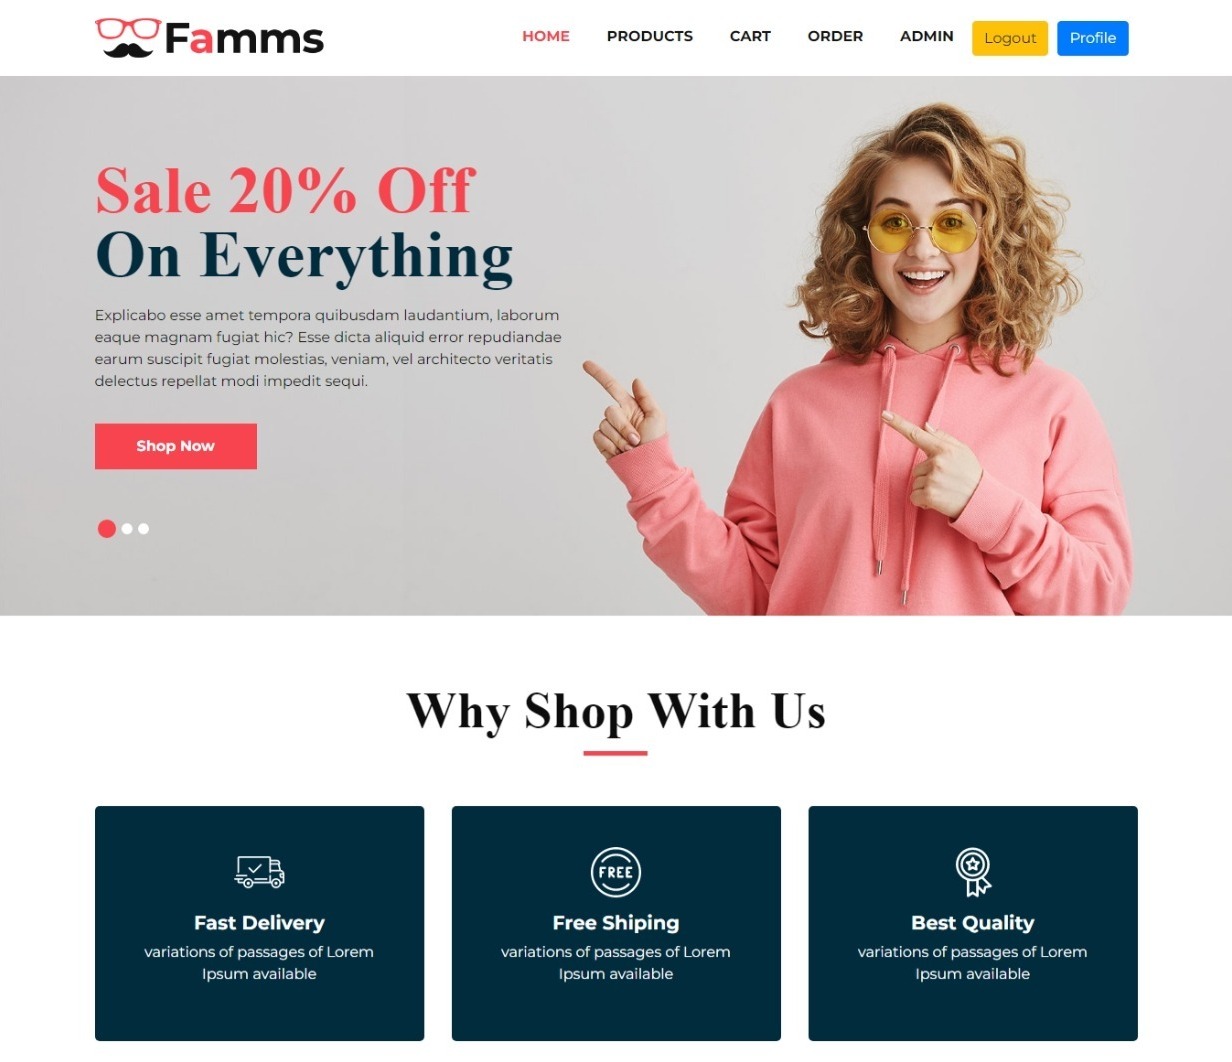 Famms
HOME PRODUCTS CART ORDER ADMIN Logout Profile
Sale 20% Off
On Everything
Explicabo esse amet tempora quibusdam laudantium, laborum
eaque magnam fugiat hic? Esse dicta aliquid error repudiandae
earum suscipit fugiat molestias, veniam, vel architecto veritatis
delectus repellat modi impedit sequi.
Shop Now
Why Shop With Us
Fast Delivery
variations of passages of Lorem
Ipsum available
FREE
Free Shiping
variations of passages of Lorem
Ipsum available
Best Quality
variations of passages of Lorem
Ipsum available